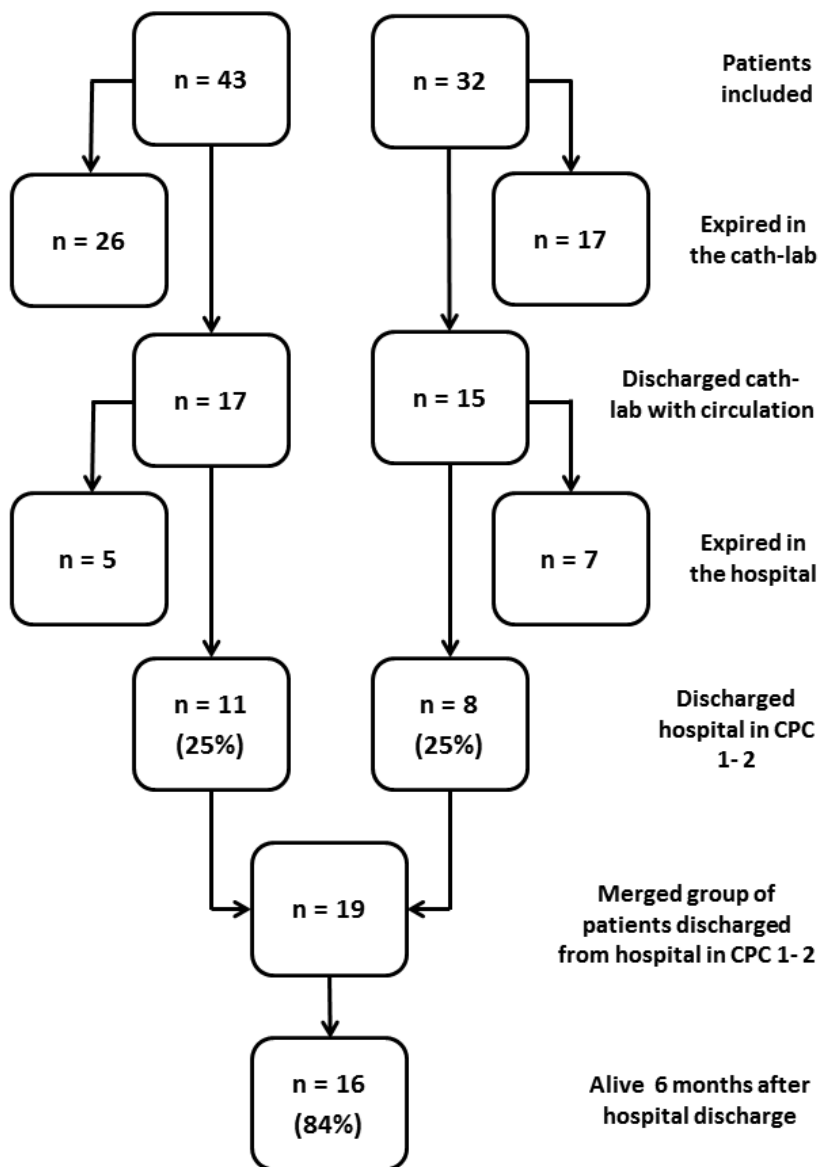 n = 43
n = 32
Patients
included
n = 26
n = 17
Expired in
the cath-lab
n = 17
n = 15
Discharged cath-
lab with circulation
n = 5
n = 7
Expired in
the hospital
n = 11
(25%)
n = 8
(25%)
Discharged
hospital in CPC
1- 2
n = 19
Merged group of
patients discharged
from hospital in CPC 1- 2
n = 16
(84%)
Alive 6 months after
hospital discharge